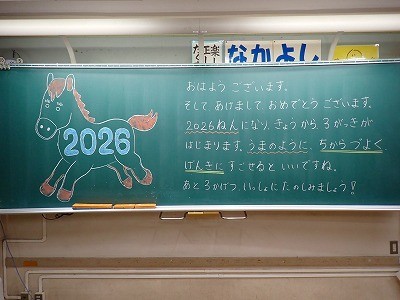 なかよし
おはよう ございます。
そして あけまして、おめでとう ございます。
2026ねんになり、きょうから、3がっきが
はじまります。うまのように、ちからづよく、
げんきに すごせると いいですね。
あと 3かげつ、いっしょに たのしみましょう!
2026